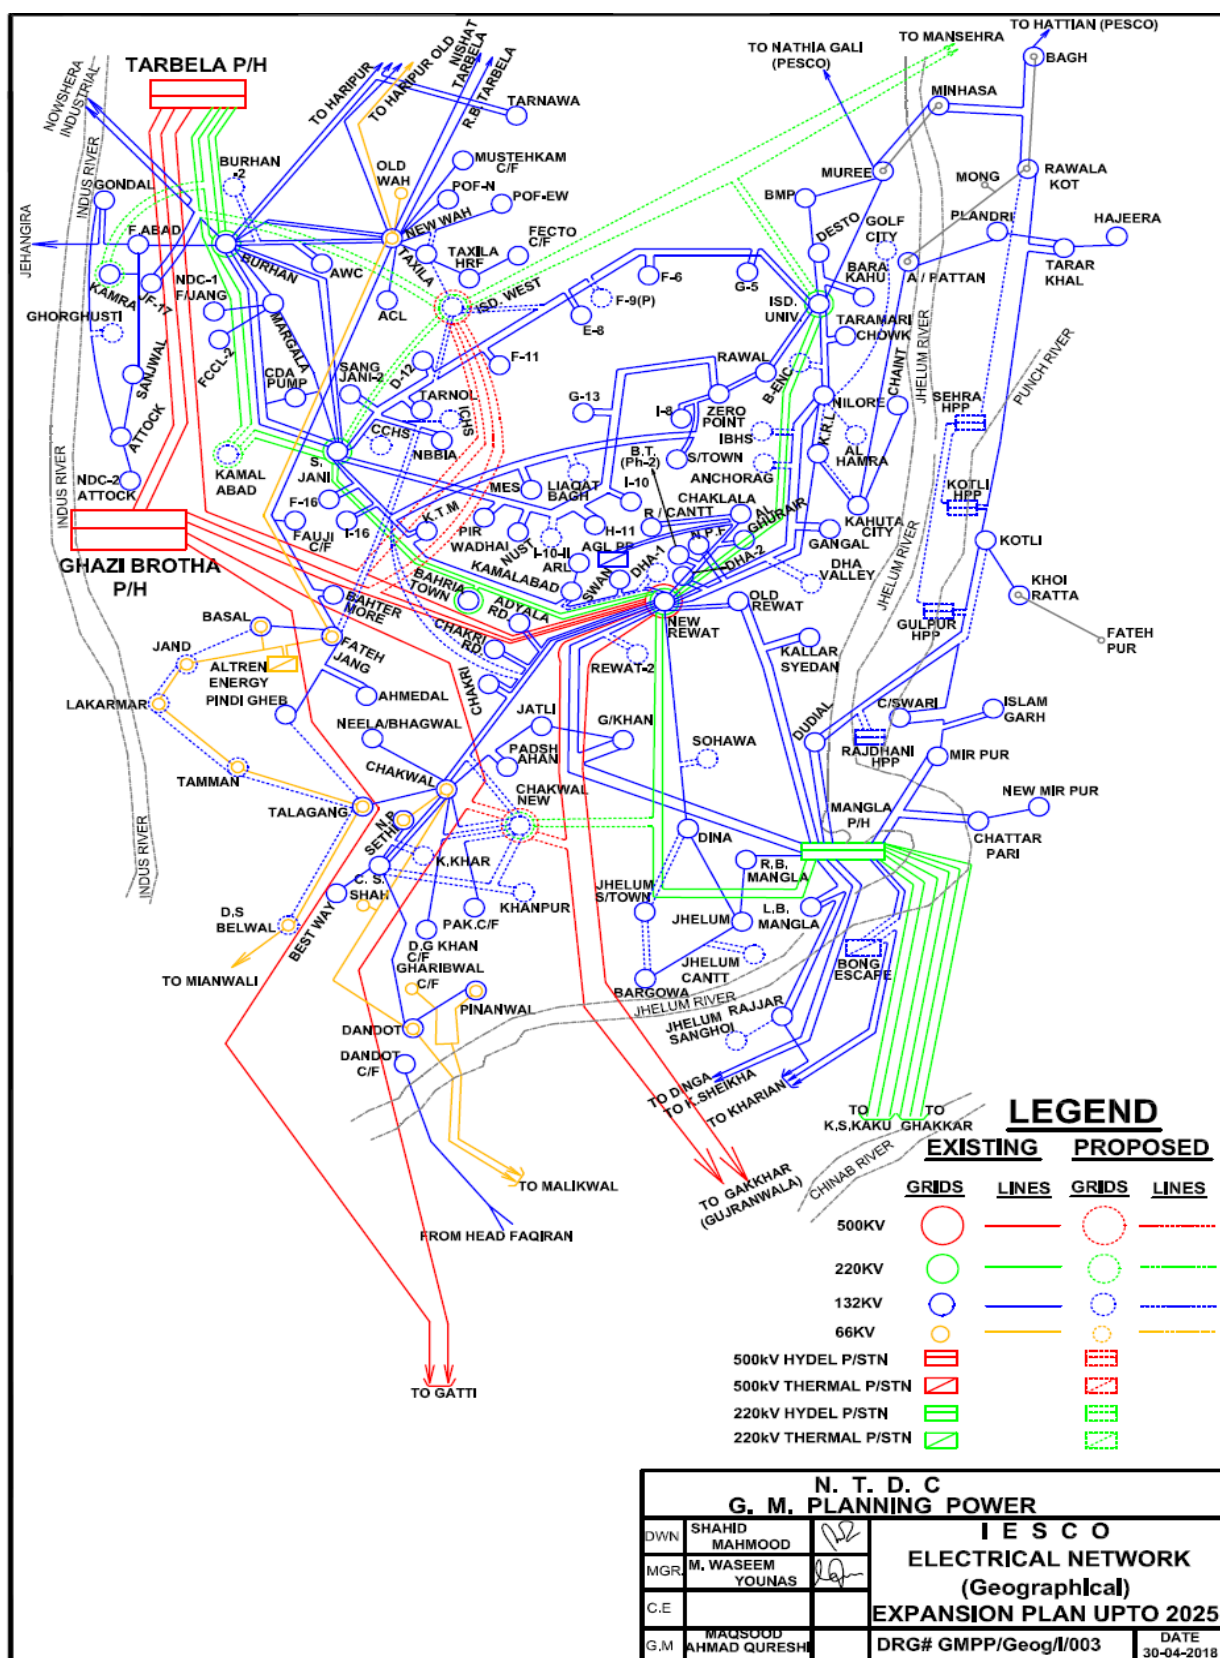 TO HATTIAN (PESCO)
TO MANSEHRA
BAGH
TO NATHIA GALI
(PESCO)
NISHAT
TARBELA
R.B. TARBELA
TO HARIPUR OLD
TO HARIPUR
TARBELA P/H
NOWSHERA
INDUSTRIAL
MINHASA
TARNAWA
INDUS RIVER
JHELUM RIVER
BURHAN
-2
OLD
WAH
MUSTEHKAM
C/F
MUREE
MONG
RAWALA
KOT
GONDAL
POF-N
POF-EW
BMP
PLANDRI
HAJEERA
JEHANGIRA
F.ABAD
NEW WAH
FECTO
C/F
DESTO
GOLF
CITY
BURHAN
AWC
TAXILA
TAXILA
HRF
BARA
KAHU
A / PATTAN
TARAR
KHAL
KAMRA
JF-17
NDC-1
F/JANG
ACL
ISD. WEST
F-6
F-9(P)
G-5
ISD.
UNIV.
GHORGHUSTI
MARGALA
E-8
TARAMARI
CHOWK
FCCL-2
SANJWAL
CDA
PUMP
SANG
JANI-2
D-12
F-11
RAWAL
B-ENC
CHAINT
JHELUM RIVER
PUNCH RIVER
TARNOL
ICHS
G-13
I-8
ZERO
POINT
NILORE
SEHRA
HPP
ATTOCK
CCHS
NBBIA
IBHS
K.R.L
AL
HAMRA
S.
JANI
B.T.
(Ph-2)
S/TOWN
ANCHORAG
NDC-2
ATTOCK
KAMAL
ABAD
MES
LIAQAT
BAGH
I-10
CHAKLALA
KOTLI
HPP
INDUS RIVER
INDUS RIVER
F-16
I-16
K.T.M
PIR
WADHAI
NUST
H-11
R / CANTT
AL
GHURAIR
KAHUTA
CITY
GHAZI BROTHA
P/H
FAUJI
C/F
I-10-II
ARL
AGL PP
N.P.F
GANGAL
KOTLI
KAMALABAD
SWAN
DHA-1
DHA-2
DHA
VALLEY
JHELUM RIVER
KHOI
RATTA
BAHTER
MORE
BAHRIA
TOWN
ADYALA
RD.
NEW
REWAT
OLD
REWAT
GULPUR
HPP
FATEH
PUR
BASAL
JAND
FATEH
JANG
CHAKRI
RD.
REWAT-2
KALLAR
SYEDAN
ALTREN
ENERGY
LAKARMAR
PINDI GHEB
AHMEDAL
CHAKRI
C/SWARI
ISLAM
GARH
NEELA/BHAGWAL
JATLI
G/KHAN
DUDIAL
RAJDHANI
HPP
MIR PUR
TAMMAN
CHAKWAL
PADSH
AHAN
SOHAWA
CHAKWAL
NEW
TALAGANG
N.P.
SETHI
MANGLA
P/H
NEW MIR PUR
DINA
CHATTAR
PARI
K.KHAR
INDUS RIVER
C. S.
SHAH
KHANPUR
JHELUM
S/TOWN
R.B.
MANGLA
D.S
BELWAL
BEST WAY
PAK.C/F
JHELUM
L.B.
MANGLA
D.G KHAN
C/F
TO MIANWALI
GHARIBWAL
C/F
JHELUM
CANTT
BONG
ESCAPE
BARGOWA
PINANWAL
JHELUM RIVER
RAJJAR
JHELUM
SANGHOI
DANDOT
DANDOT
C/F
TO DINGA
TO K.SHEIKHA
TO KHARIAN
TO
K,S,KAKU
TO
GHAKKAR
CHINAB RIVER
TO MALIKWAL
TO GAKKHAR
(GUJRANWALA)
FROM HEAD FAQIRAN
TO GATTI
LEGEND
EXISTING PROPOSED
GRIDS LINES GRIDS LINES
500KV
220KV
132KV
66KV
500kV HYDEL P/STN
500kV THERMAL P/STN
220kV HYDEL P/STN
220kV THERMAL P/STN
N. T. D. C
G. M. PLANNING POWER
DWN SHAHID
MAHMOOD
MGR. M. WASEEM
YOUNAS
C.E
G.M MAQSOOD
AHMAD QURESHI
I E S C O
ELECTRICAL NETWORK
(Geographical)
EXPANSION PLAN UPTO 2025
DRG# GMPP/Geog/I/003
DATE
30-04-2018